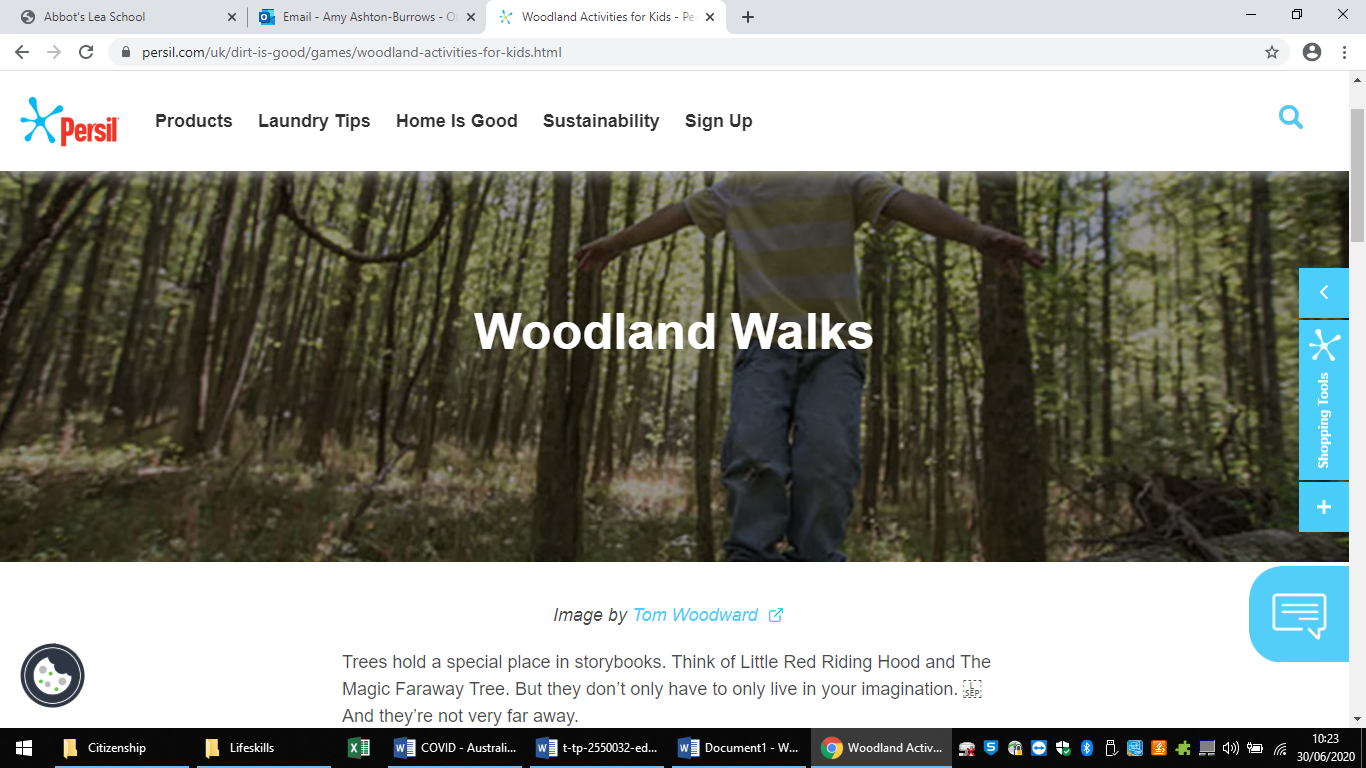 Abbot's Lea School
Email - Amy Ashton-Burrows - O
Woodland Activities for Kids - Pe
persil.com/uk/dirt-is-good/games/woodland-activities-for-kids.html
Persil
Products
Laundry Tips
Home Is Good
Sustainability
Sign Up
Woodland Walks
Shopping Tools
Image by Tom Woodward
Trees hold a special place in storybooks. Think of Little Red Riding Hood and The
Magic Faraway Tree. But they don’t only have to only live in your imagination. L SEP
And they’re not very far away.
Citizenship
Lifeskills
COVID - Australi...
t-tp-2550032-ed...
Document1 - W...
Woodland Activ...
10:23
30/06/2020